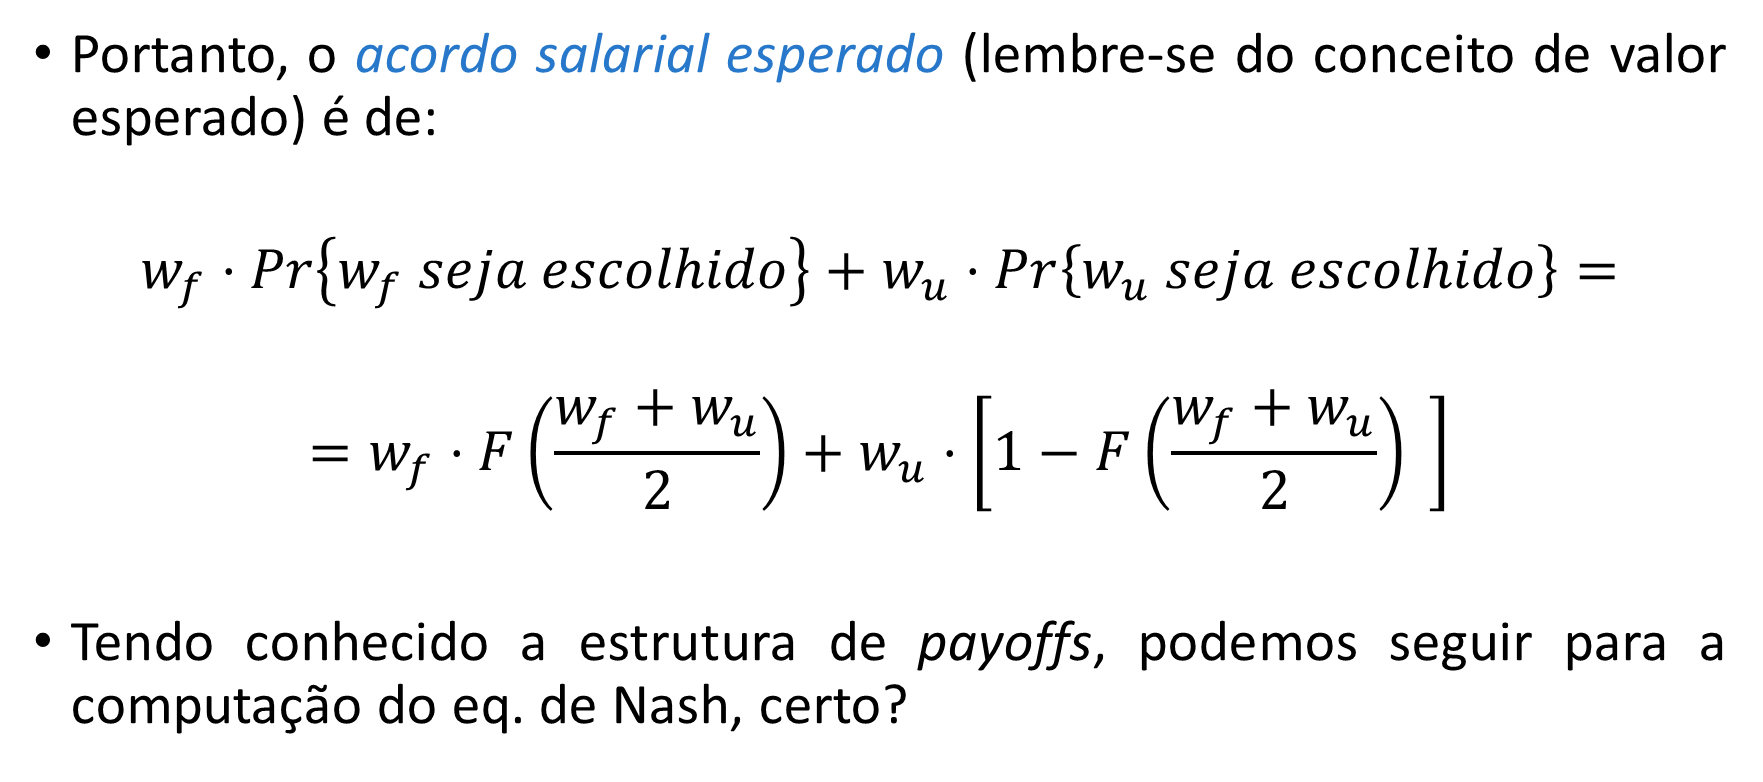 • Portanto, o acordo salarial esperado (lembre-se do conceito de valor
esperado) é de:
w_f · Pr{w_f seja escolhido} + w_u · Pr{w_u seja escolhido} =
= w_f · F((w_f + w_u)/2) + w_u · [1 − F((w_f + w_u)/2)]
• Tendo conhecido a estrutura de payoffs, podemos seguir para a
computação do eq. de Nash, certo?